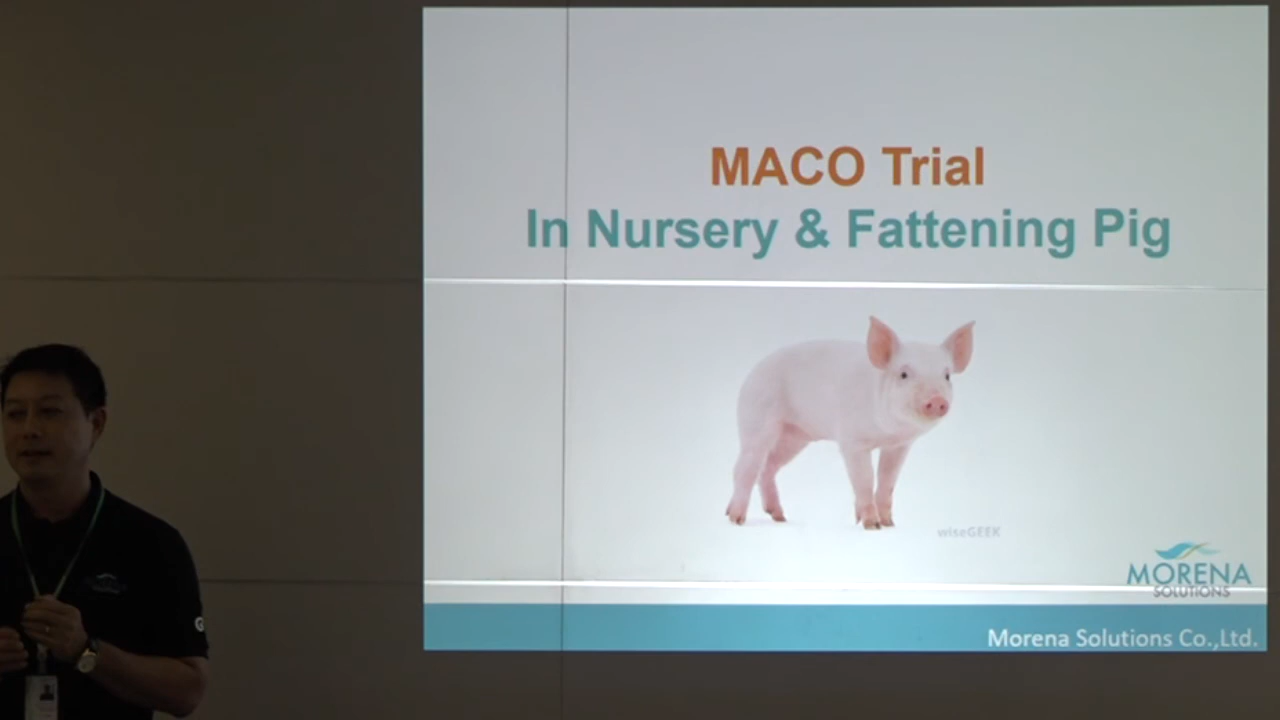 MACO Trial
In Nursery & Fattening Pig
wiseGEEK
MORENA
SOLUTIONS
Morena Solutions Co.,Ltd.
G